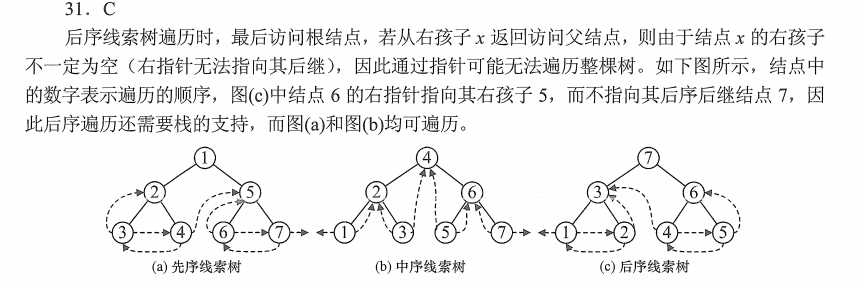 31．C
后序线索树遍历时，最后访问根结点，若从右孩子 x 返回访问父结点，则由于结点 x 的右孩子
不一定为空（右指针无法指向其后继），因此通过指针可能无法遍历整棵树。如下图所示，结点中
的数字表示遍历的顺序，图(c)中结点 6 的右指针指向其右孩子 5，而不指向其后序后继结点 7，因
此后序遍历还需要栈的支持，而图(a)和图(b)均可遍历。
1 4 7
2 5 2 6 3 6
3 4 6 7 1 3 5 7 1 2 4 5
(a) 先序线索树 (b) 中序线索树 (c) 后序线索树